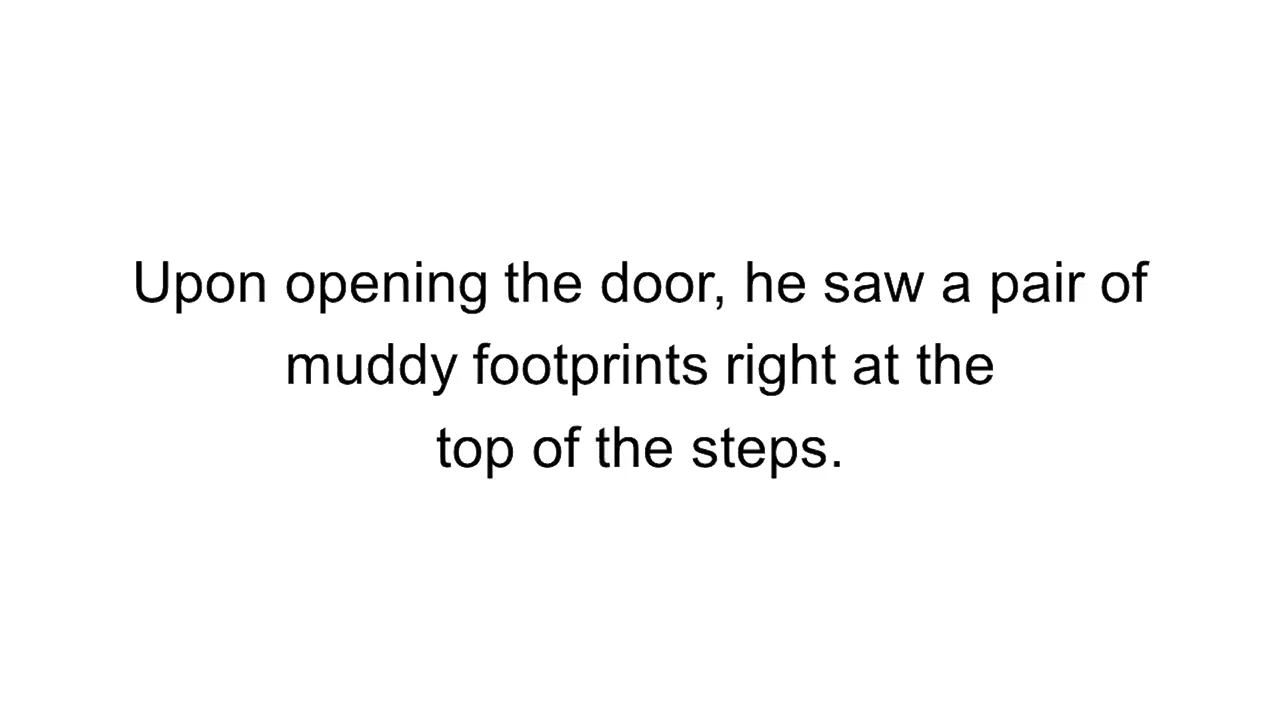 Upon opening the door, he saw a pair of
muddy footprints right at the
top of the steps.